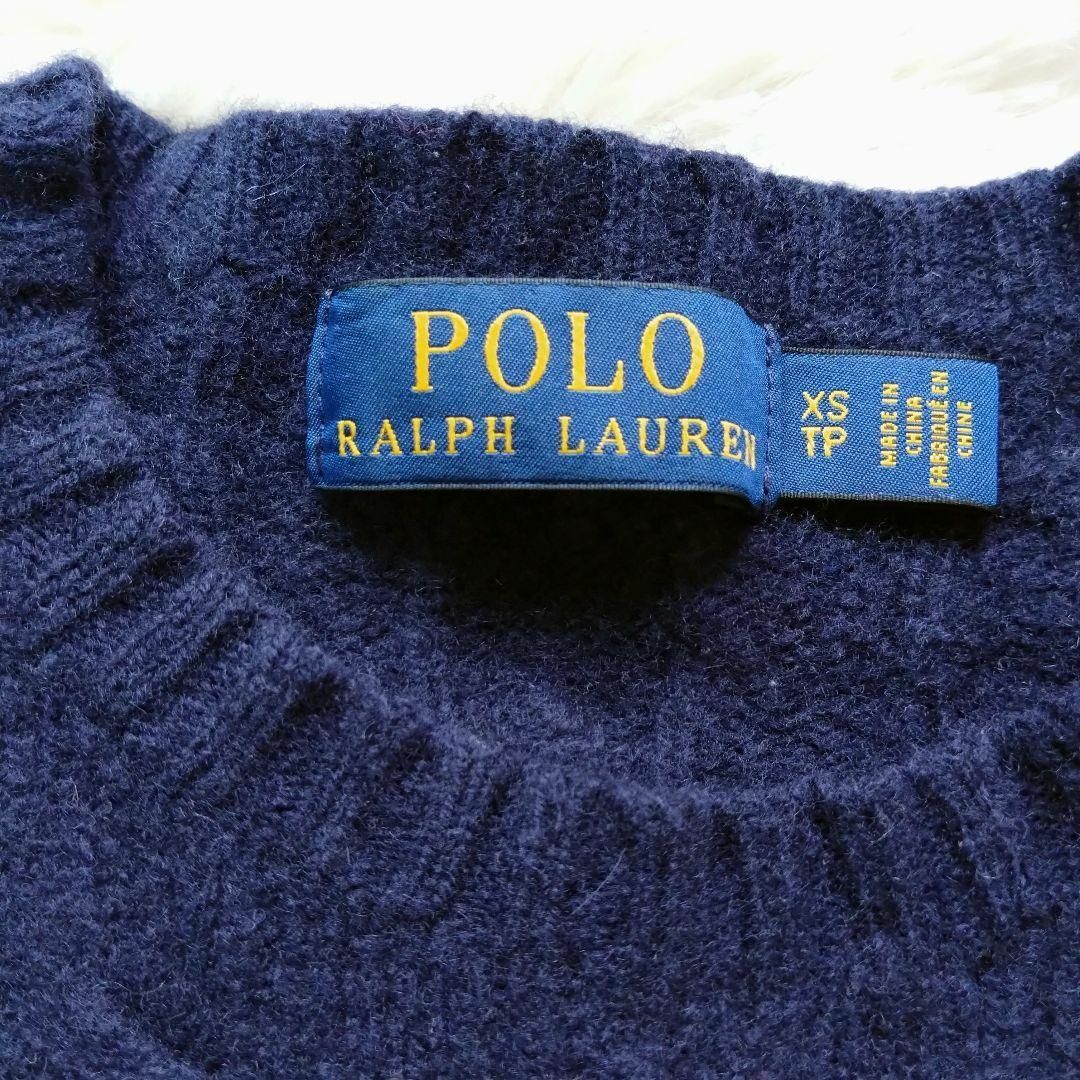 POLO
RALPH LAUREN
XS
TP
MADE IN
CHINA
FABRIQUÉ EN
CHINE